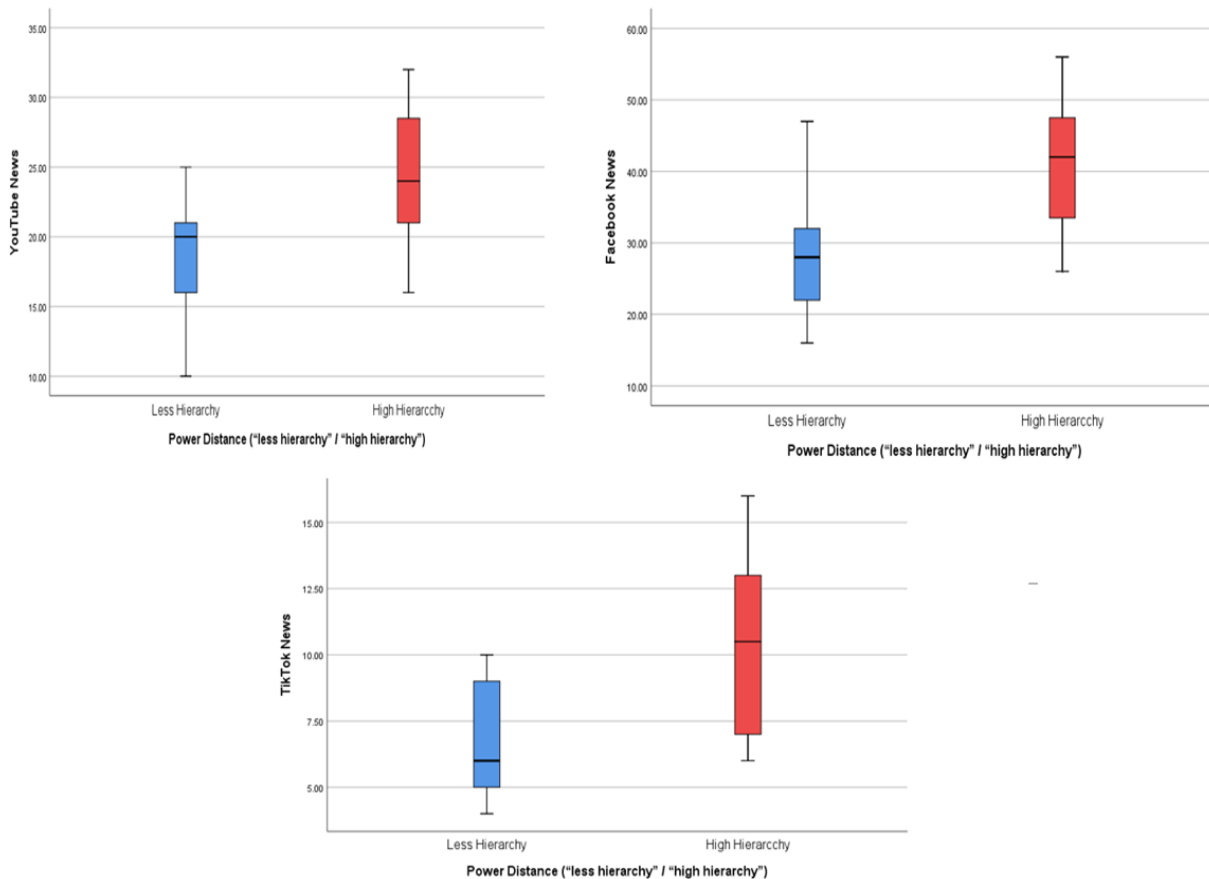 YouTube News
35.00
30.00
25.00
20.00
15.00
10.00
Less Hierarchy
High Hierarcchy
Power Distance (“less hierarchy” / “high hierarchy”)
Facebook News
60.00
50.00
40.00
30.00
20.00
10.00
Less Hierarchy
High Hierarcchy
Power Distance (“less hierarchy” / “high hierarchy”)
TikTok News
15.00
12.50
10.00
7.50
5.00
Less Hierarchy
High Hierarcchy
Power Distance (“less hierarchy” / “high hierarchy”)